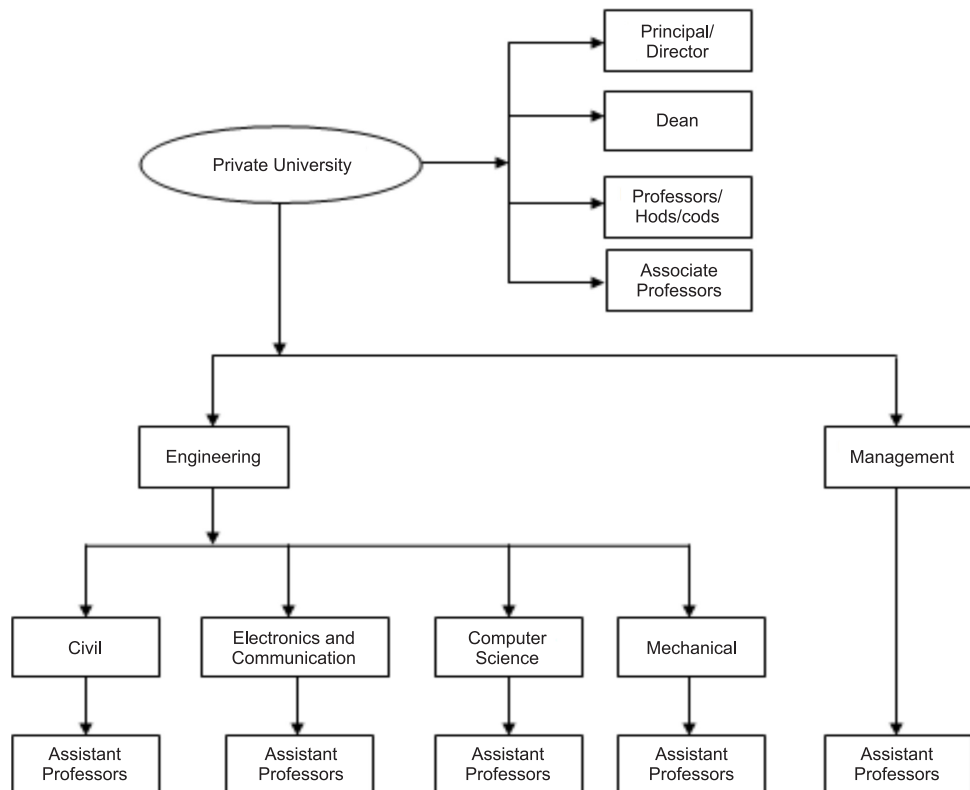 Principal/
Director
Dean
Private University
Professors/
Hods/cods
Associate
Professors
Engineering
Management
Civil
Electronics and
Communication
Computer
Science
Mechanical
Assistant
Professors
Assistant
Professors
Assistant
Professors
Assistant
Professors
Assistant
Professors